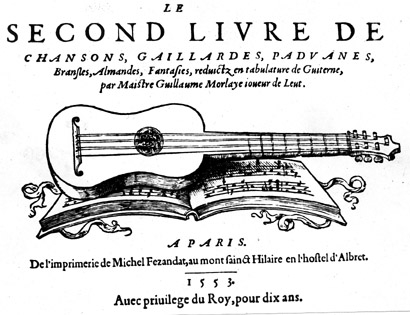 LE
SECOND LIVRE DE
CHANSONS, GAILLARDES, PADVANES,
Bransles, Almandes, Fantasies, reduictz en tabulature de Guiterne,
par Maistre Guillaume Morlaye ioueur de Leut.
A PARIS.
De l'imprimerie de Michel Fezandat, au mont sainct Hilaire en l'hostel d'Albret.
1553.
Auec priuilege du Roy, pour dix ans.